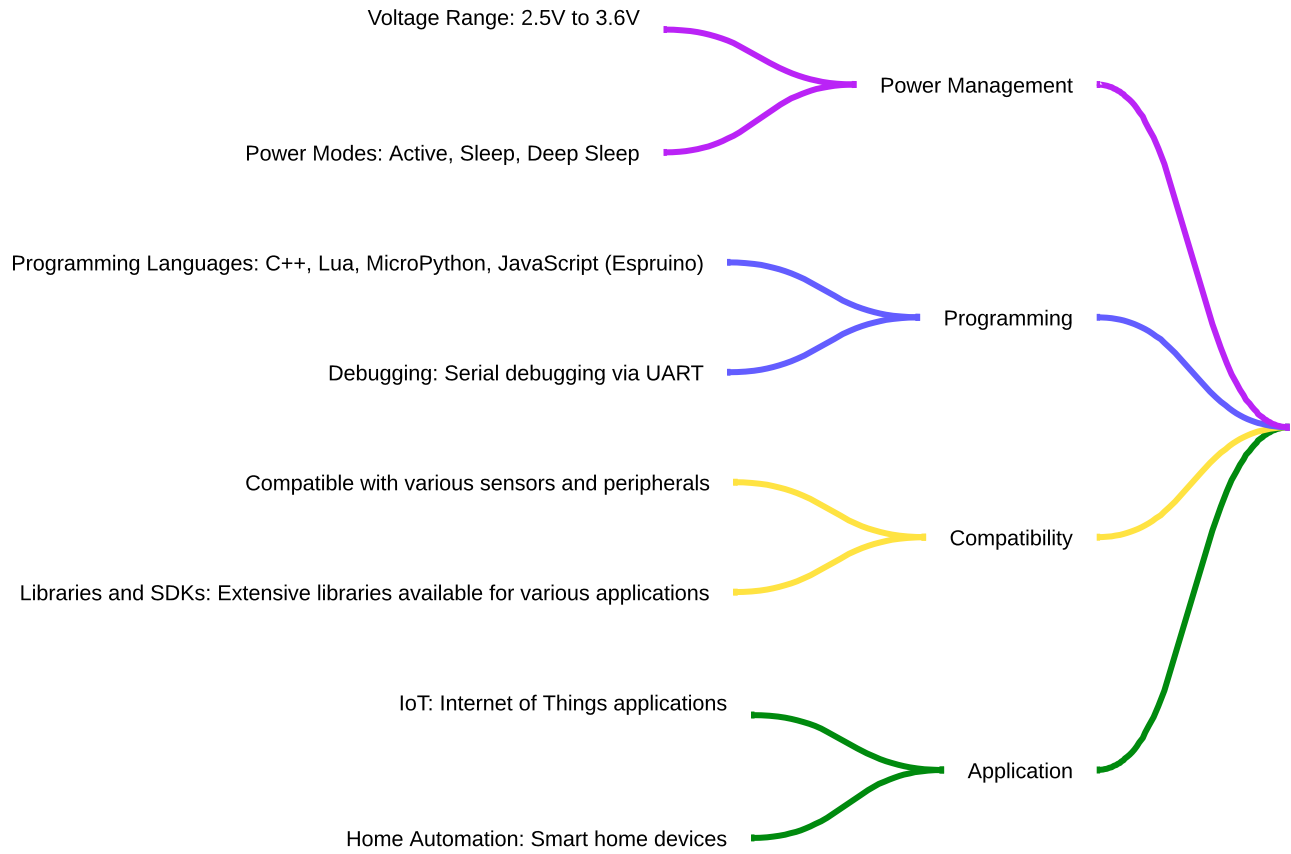 Voltage Range: 2.5V to 3.6V
Power Management
Power Modes: Active, Sleep, Deep Sleep
Programming Languages: C++, Lua, MicroPython, JavaScript (Espruino)
Programming
Debugging: Serial debugging via UART
Compatible with various sensors and peripherals
Compatibility
Libraries and SDKs: Extensive libraries available for various applications
IoT: Internet of Things applications
Application
Home Automation: Smart home devices